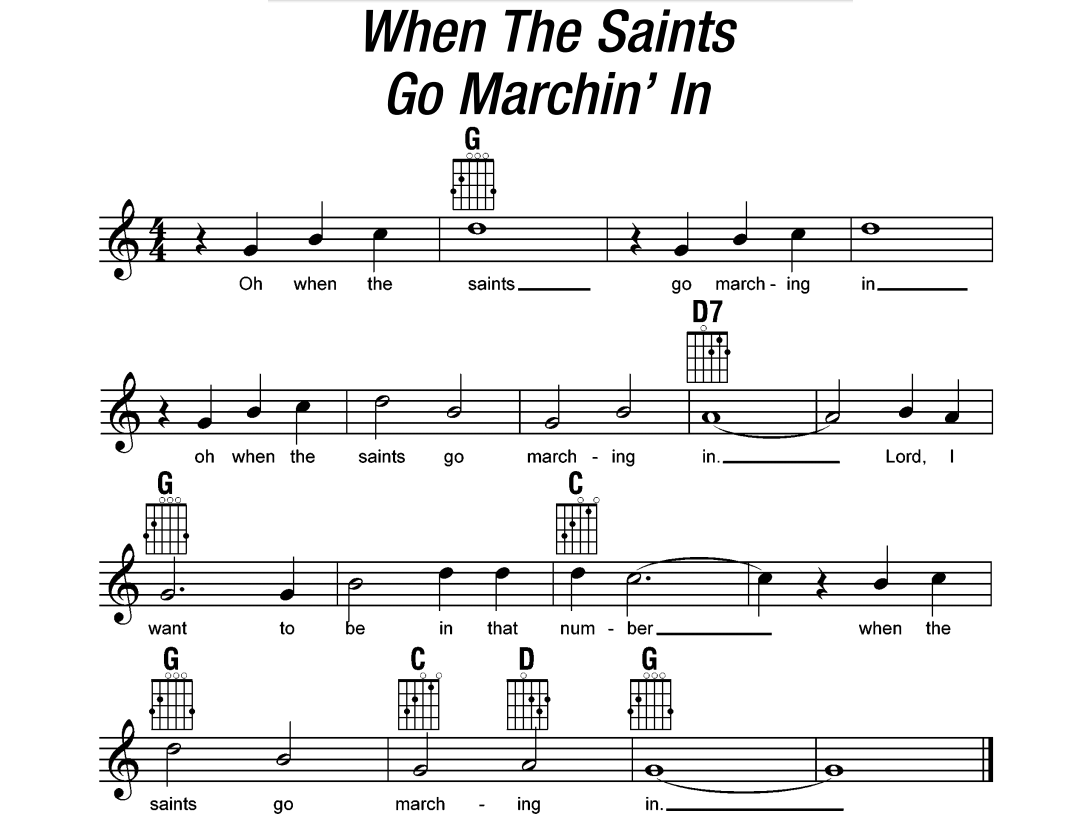 When The Saints
Go Marchin' In
G
4
4
Oh when the saints go march - ing in
D7
oh when the saints go march - ing in. Lord, I
G C
want to be in that num - ber when the
G C D G
saints go march - ing in.